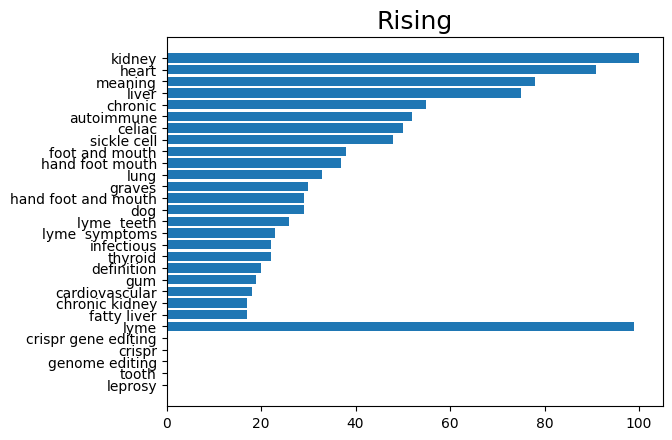 Rising
kidney
heart
meaning
liver
chronic
autoimmune
celiac
sickle cell
foot and mouth
hand foot mouth
lung
graves
hand foot and mouth
dog
lyme  teeth
lyme  symptoms
infectious
thyroid
definition
gum
cardiovascular
chronic kidney
fatty liver
lyme
crispr gene editing
crispr
genome editing
tooth
leprosy
0 20 40 60 80 100